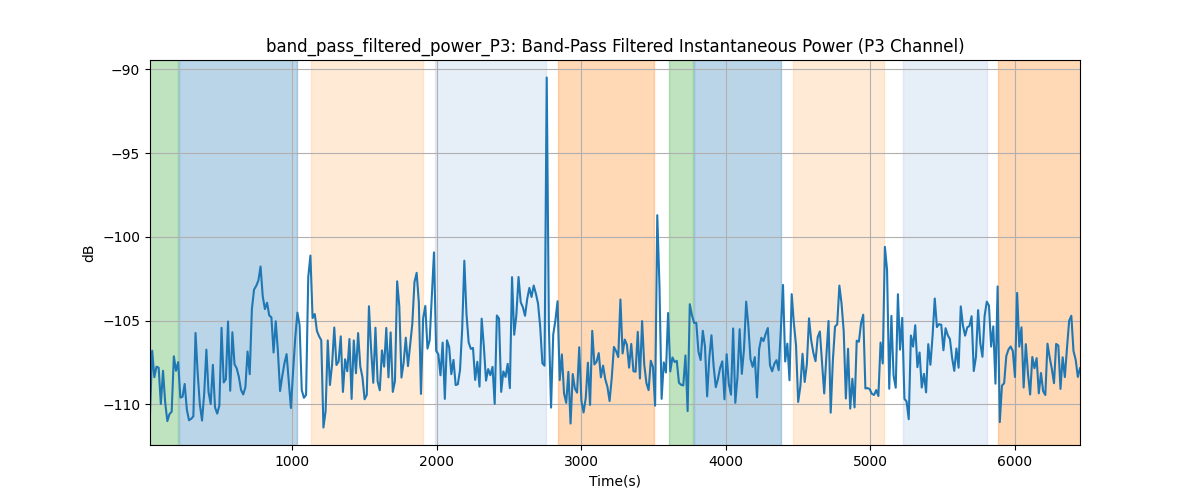 band_pass_filtered_power_P3: Band-Pass Filtered Instantaneous Power (P3 Channel)
−90
−95
−100
−105
−110
dB
1000 2000 3000 4000 5000 6000
Time(s)